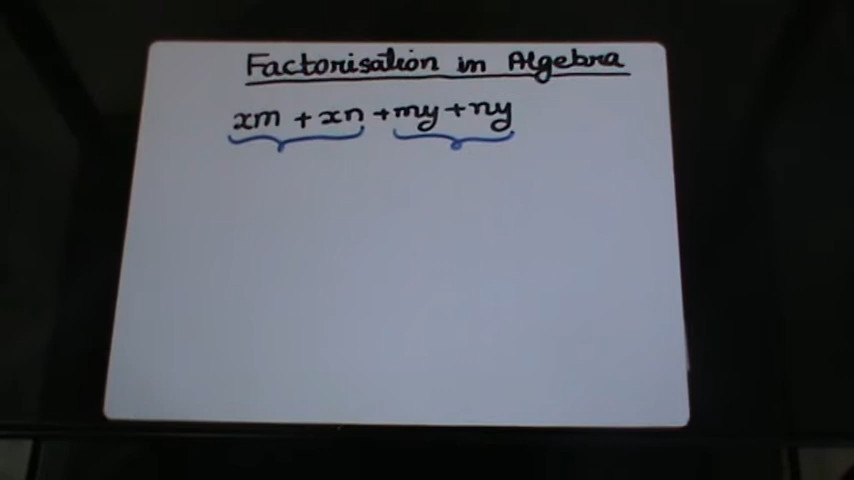 Factorisation in Algebra
xm + xn + my + ny